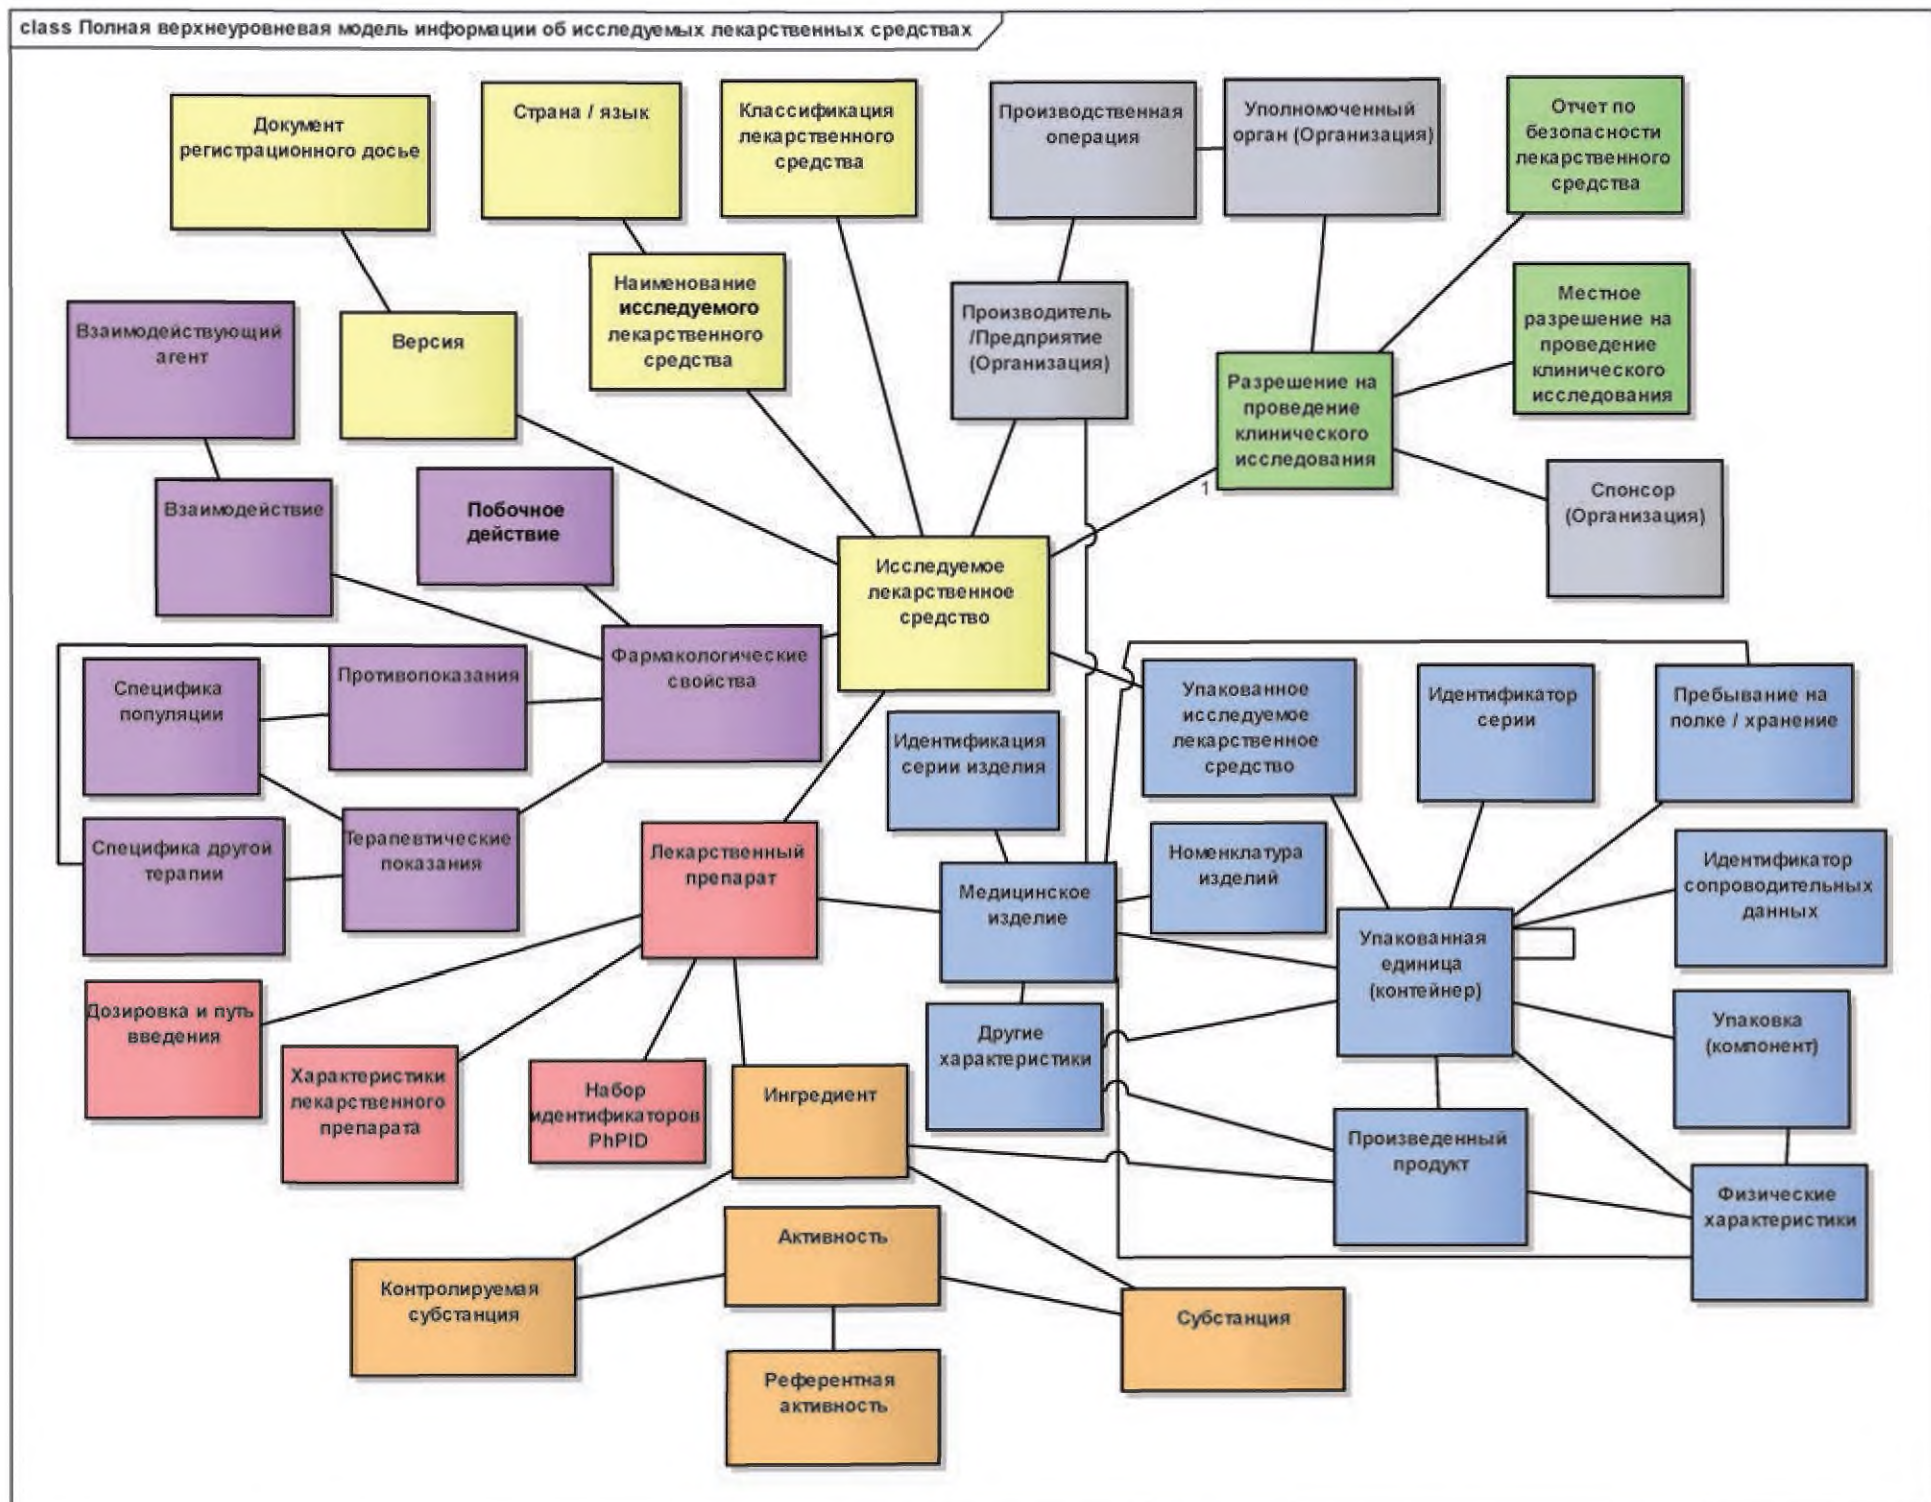 class Полная верхнеуровневая модель информации об исследуемых лекарственных средствах
Документ
регистрационного досье
Страна / язык
Классификация
лекарственного
средства
Производственная
операция
Уполномоченный
орган (Организация)
Отчет по
безопасности
лекарственного
средства
Взаимодействующий
агент
Версия
Наименование
исследуемого
лекарственного
средства
Производитель
/Предприятие
(Организация)
Местное
разрешение на
проведение
клинического
исследования
Разрешение на
проведение
клинического
исследования
1
Взаимодействие
Побочное
действие
Спонсор
(Организация)
Исследуемое
лекарственное
средство
Специфика
популяции
Противопоказания
Фармакологические
свойства
Идентификация
серии изделия
Упакованное
исследуемое
лекарственное
средство
Идентификатор
серии
Пребывание на
полке / хранение
Специфика другой
терапии
Терапевтические
показания
Лекарственный
препарат
Медицинское
изделие
Номенклатура
изделий
Идентификатор
сопроводительных
данных
Упакованная
единица
(контейнер)
Дозировка и путь
введения
Характеристики
лекарственного
препарата
Набор
идентификаторов
PhPID
Ингредиент
Другие
характеристики
Упаковка
(компонент)
Произведенный
продукт
Физические
характеристики
Контролируемая
субстанция
Активность
Субстанция
Референтная
активность